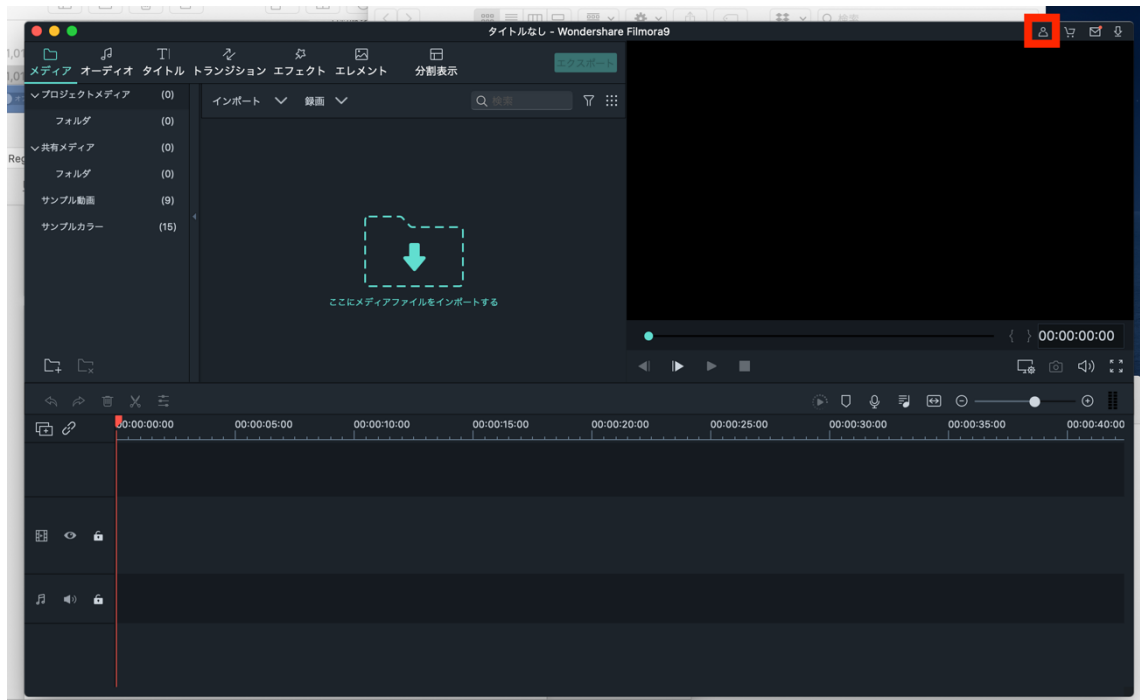 検索
タイトルなし - Wondershare Filmora9
メディア オーディオ タイトル トランジション エフェクト エレメント 分割表示
エクスポート
プロジェクトメディア (0)
インポート 録画 検索
フォルダ (0)
共有メディア (0)
フォルダ (0)
サンプル動画 (9)
サンプルカラー (15)
ここにメディアファイルをインポートする
{ } 00:00:00:00
00:00:00:00 00:00:05:00 00:00:10:00 00:00:15:00 00:00:20:00 00:00:25:00 00:00:30:00 00:00:35:00 00:00:40:00